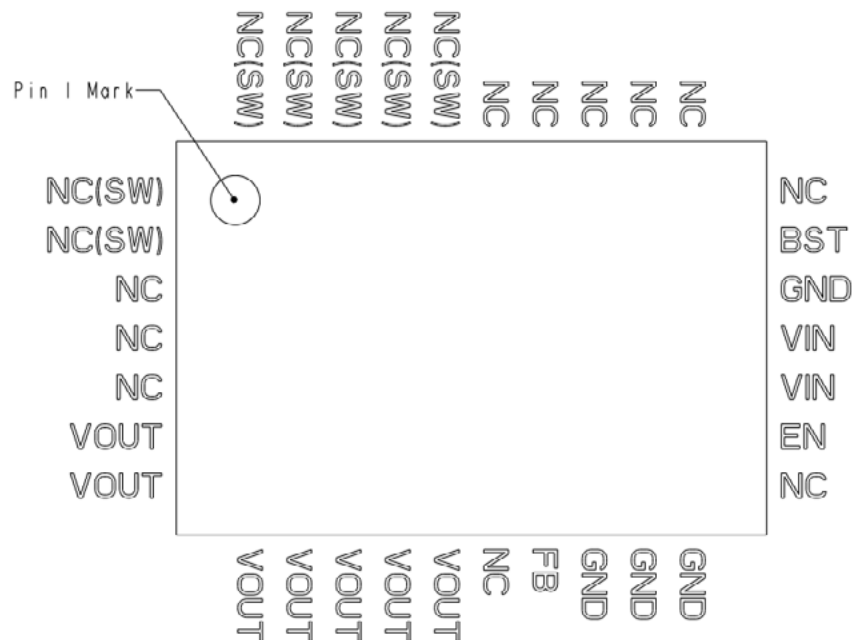 NC(SW) NC(SW) NC(SW) NC(SW) NC(SW) NC NC NC NC NC
Pin 1 Mark
NC(SW) NC
NC(SW) BST
NC GND
NC VIN
NC VIN
VOUT EN
VOUT NC
VOUT VOUT VOUT VOUT VOUT NC FB GND GND GND